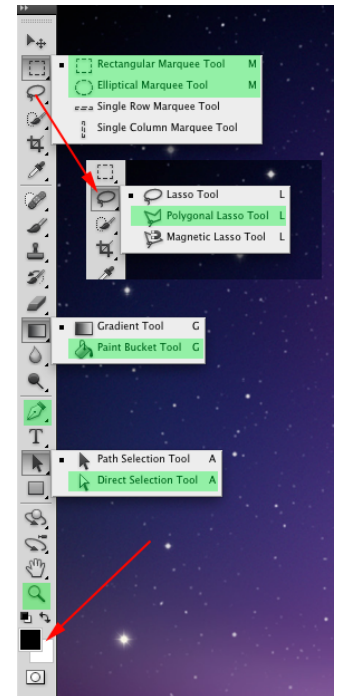 Rectangular Marquee Tool M
Elliptical Marquee Tool M
Single Row Marquee Tool
Single Column Marquee Tool
Lasso Tool L
Polygonal Lasso Tool L
Magnetic Lasso Tool L
Gradient Tool G
Paint Bucket Tool G
T
Path Selection Tool A
Direct Selection Tool A